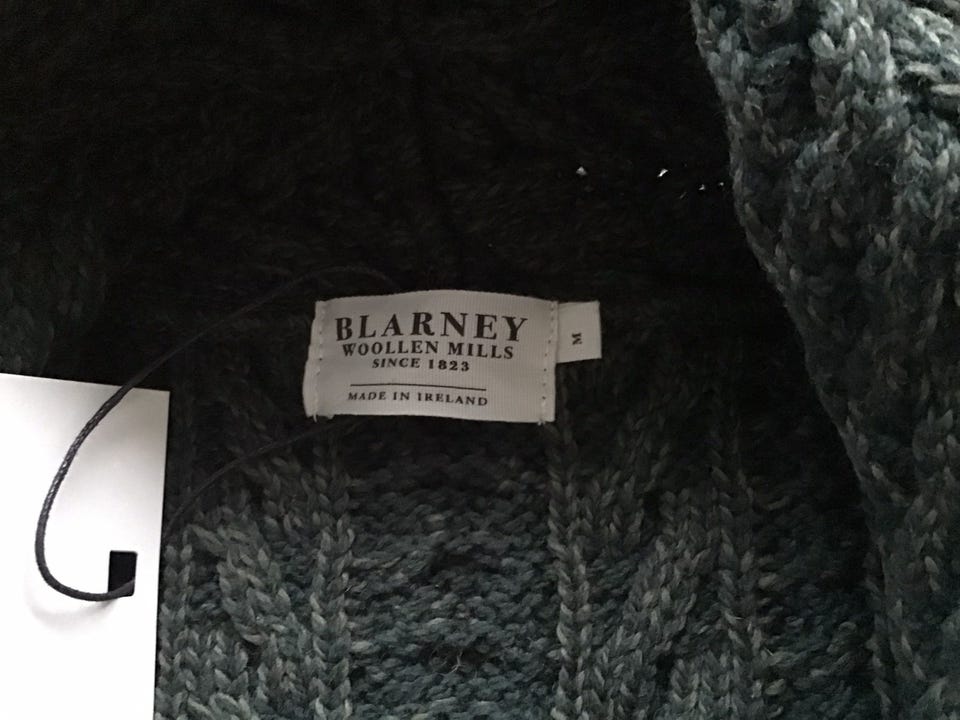 BLARNEY
WOOLLEN MILLS
SINCE 1823
MADE IN IRELAND
M